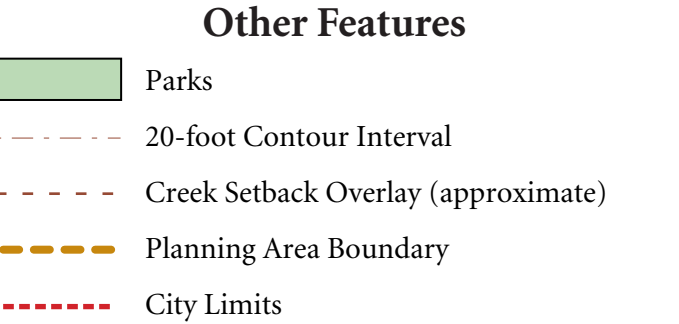 Other Features
Parks
20-foot Contour Interval
Creek Setback Overlay (approximate)
Planning Area Boundary
City Limits